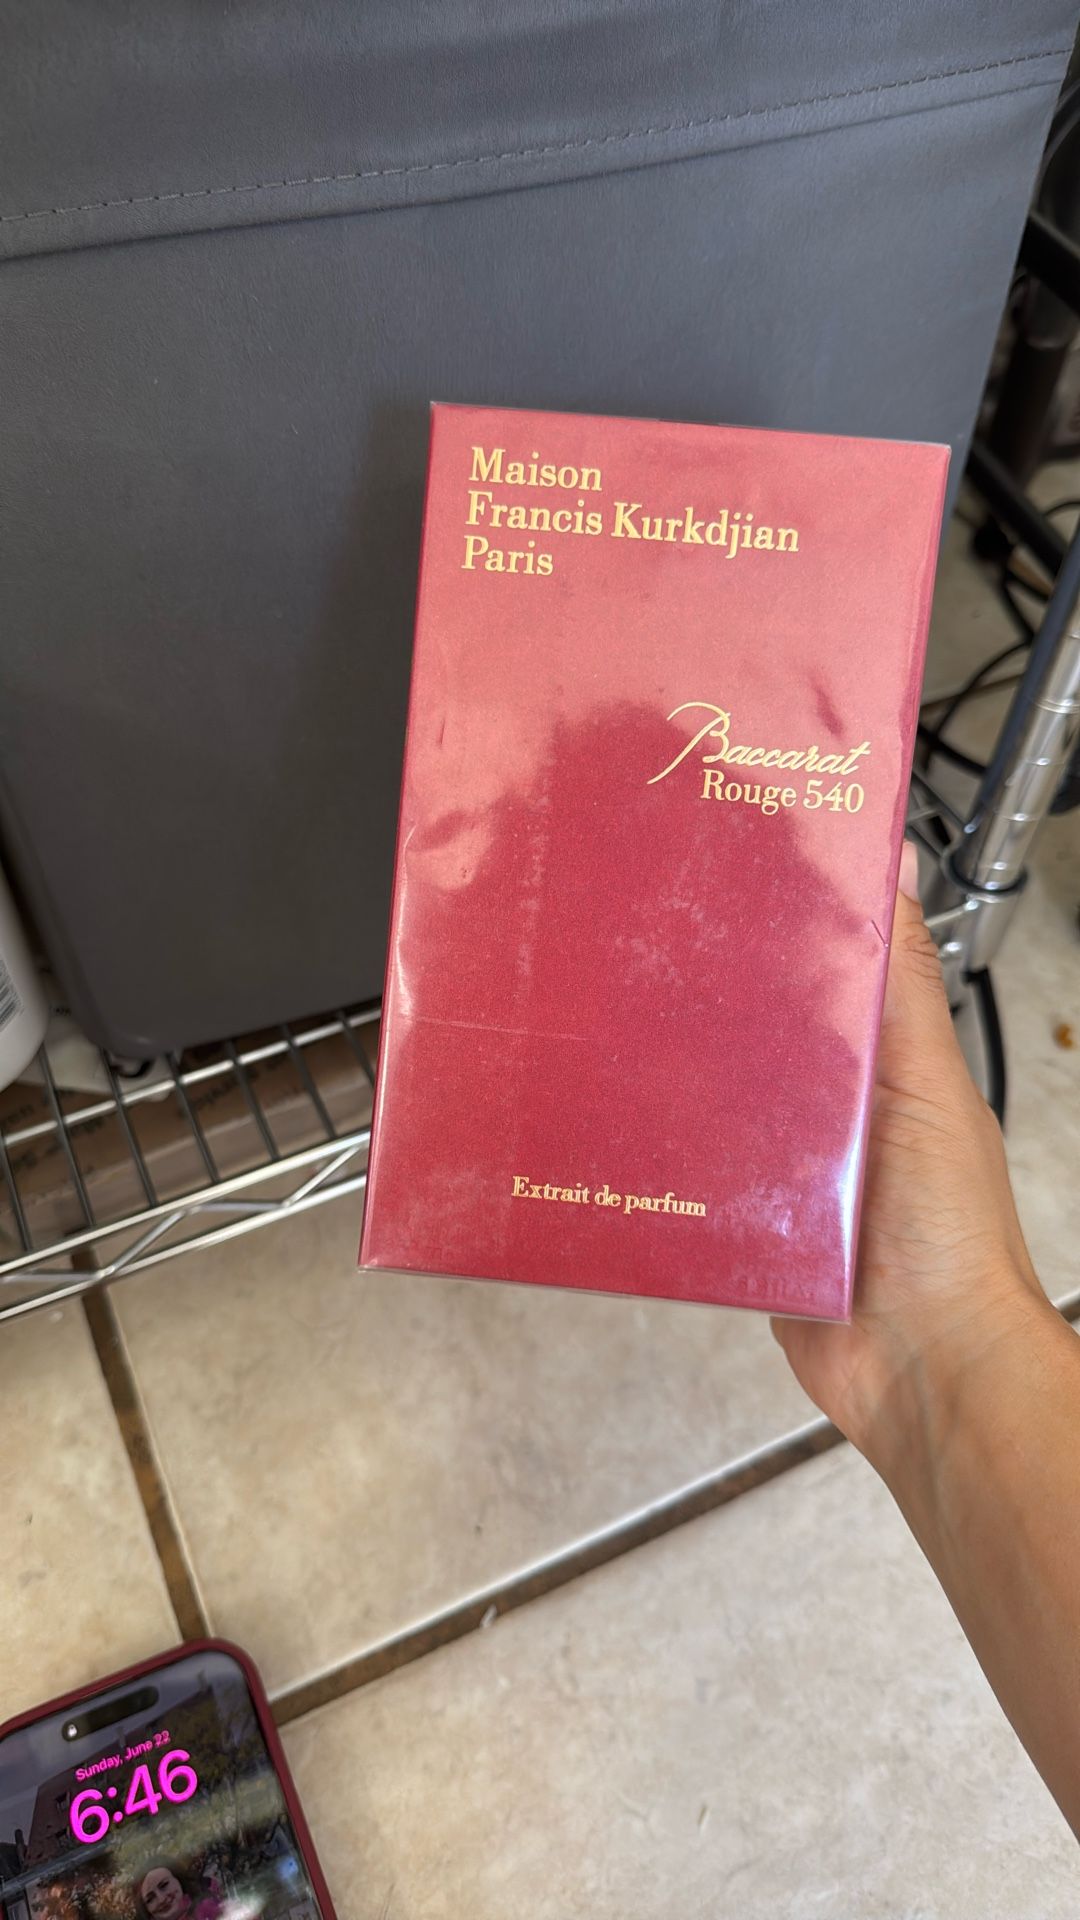 Maison
Francis Kurkdjian
Paris
Baccarat
Rouge 540
Extrait de parfum
Sunday, June 22
6:46